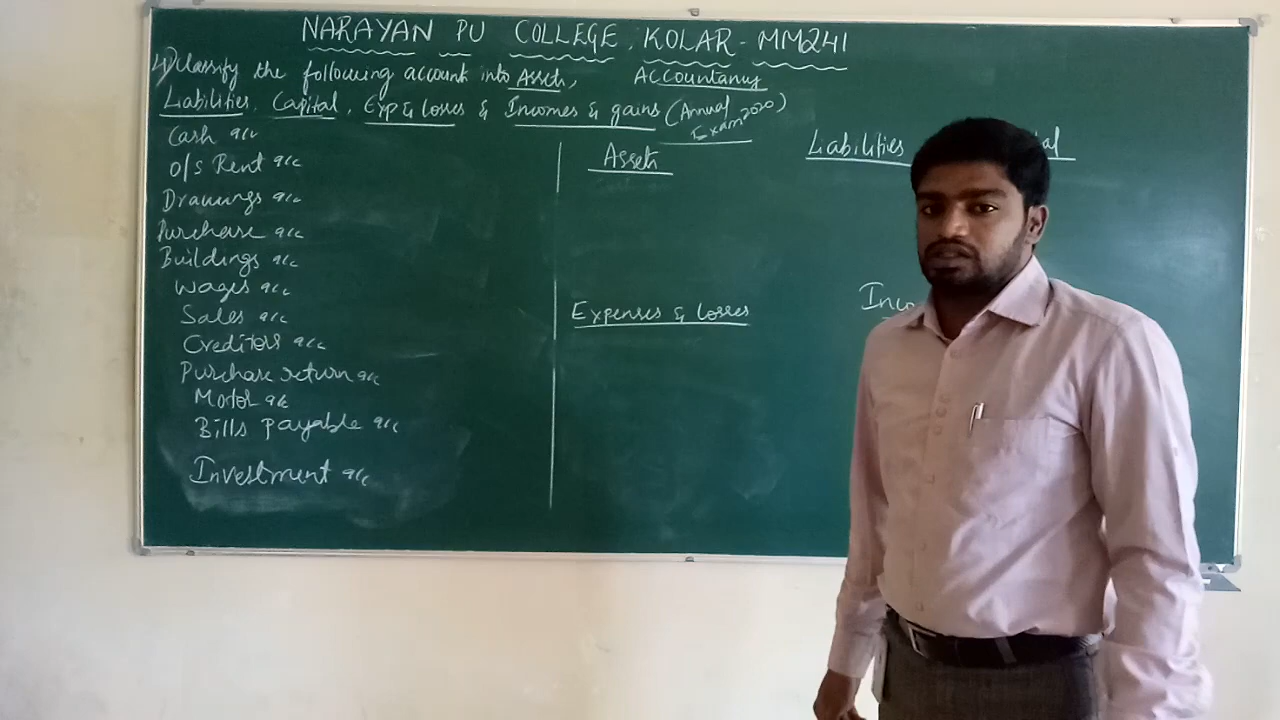 NARAYAN PU COLLEGE, KOLAR - MM241
4) Classify the following account into Assets, Accountancy
Liabilities, Capital, Exp & losses & Incomes & gains (Annual Exam 2020)
Cash a/c
O/s Rent a/c
Drawings a/c
Purchase a/c
Buildings a/c
Wages a/c
Sales a/c
Creditors a/c
Purchase return a/c
Motor a/c
Bills Payable a/c
Investment a/c
Assets
Liabilities
Expenses & losses